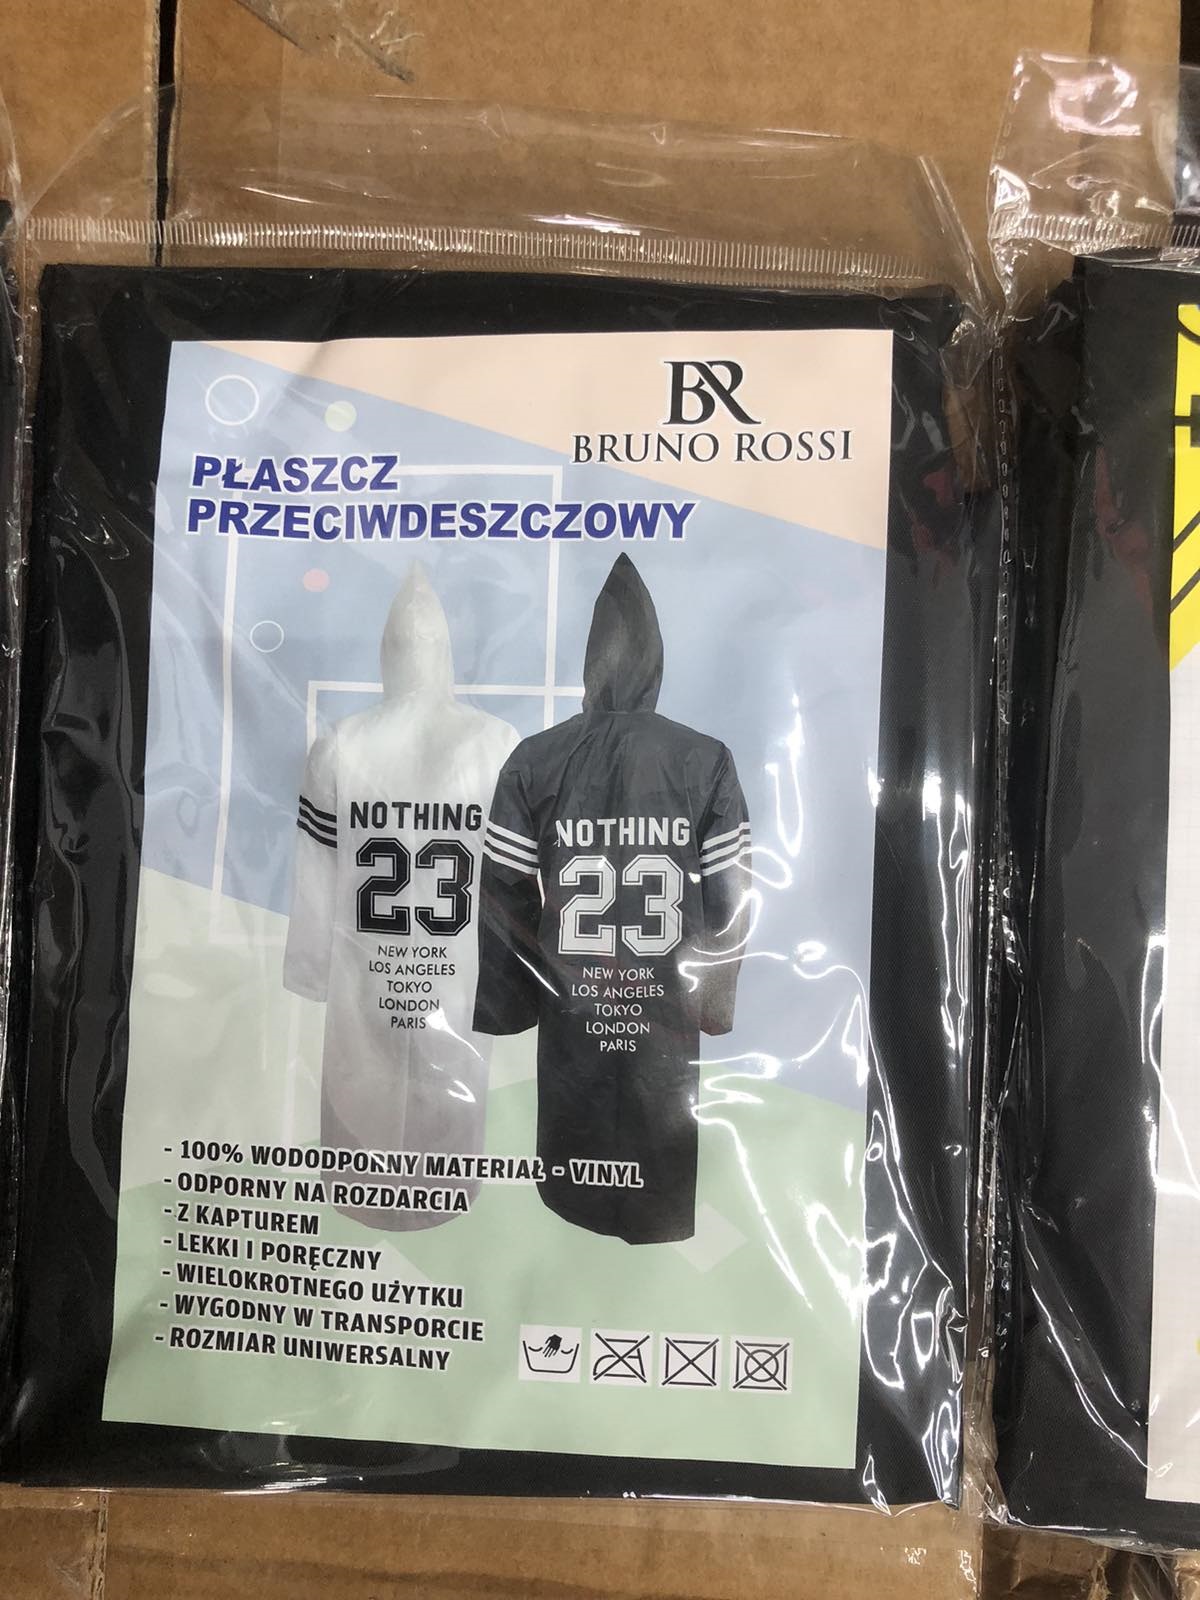 BR
BRUNO ROSSI
PŁASZCZ
PRZECIWDESZCZOWY
NOTHING
23
NEW YORK
LOS ANGELES
TOKYO
LONDON
PARIS
NOTHING
23
NEW YORK
LOS ANGELES
TOKYO
LONDON
PARIS
- 100% WODODPORNY MATERIAŁ - VINYL
- ODPORNY NA ROZDARCIA
- Z KAPTUREM
- LEKKI I PORĘCZNY
- WIELOKROTNEGO UŻYTKU
- WYGODNY W TRANSPORCIE
- ROZMIAR UNIWERSALNY